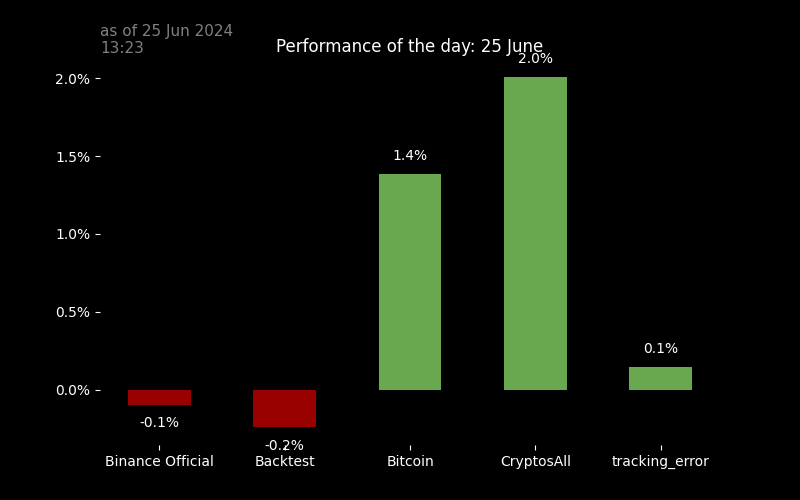 as of 25 Jun 2024
13:23
Performance of the day: 25 June
2.0%
2.0%
1.5%
1.4%
1.0%
0.5%
0.1%
0.0%
-0.1%
-0.2%
Binance Official
Backtest
Bitcoin
CryptosAll
tracking_error